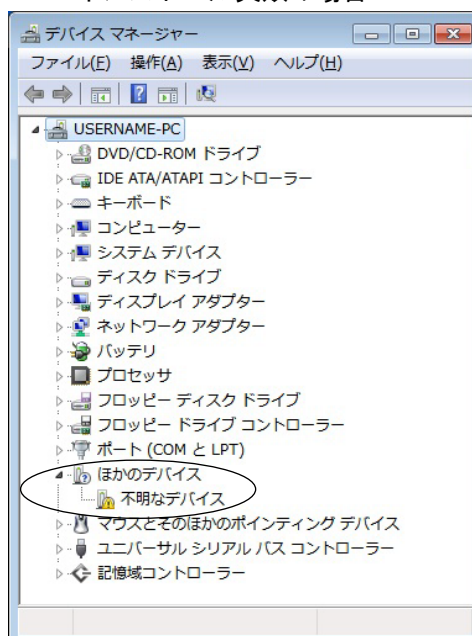 デバイス マネージャー
ファイル(F) 操作(A) 表示(V) ヘルプ(H)
USERNAME-PC
DVD/CD-ROM ドライブ
IDE ATA/ATAPI コントローラー
キーボード
コンピューター
システム デバイス
ディスク ドライブ
ディスプレイ アダプター
ネットワーク アダプター
バッテリ
プロセッサ
フロッピー ディスク ドライブ
フロッピー ドライブ コントローラー
ポート (COM と LPT)
ほかのデバイス
不明なデバイス
マウスとそのほかのポインティング デバイス
ユニバーサル シリアル バス コントローラー
記憶域コントローラー